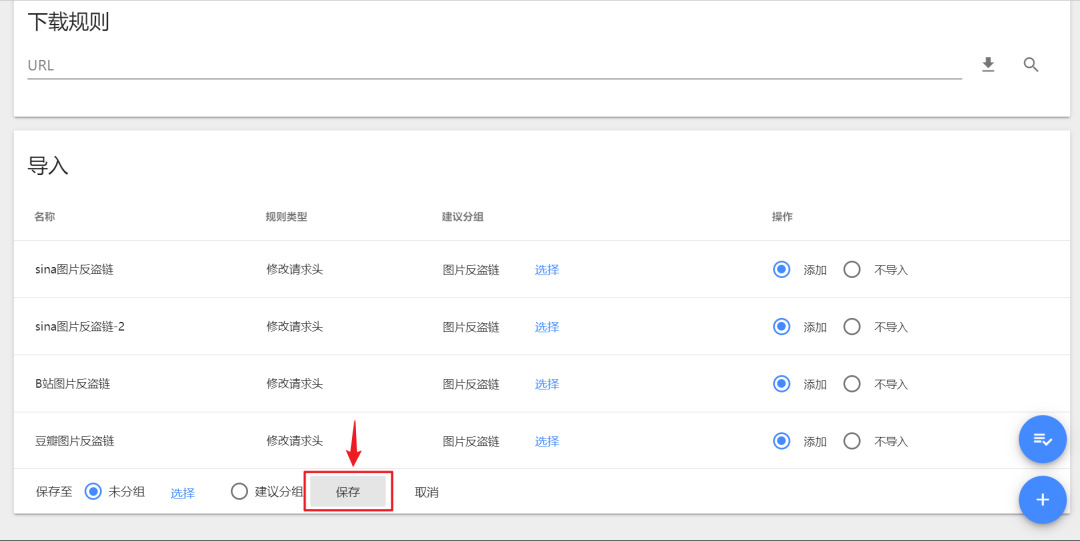 下载规则
URL
导入
名称 规则类型 建议分组 操作
sina图片反盗链 修改请求头 图片反盗链 选择 添加 不导入
sina图片反盗链-2 修改请求头 图片反盗链 选择 添加 不导入
B站图片反盗链 修改请求头 图片反盗链 选择 添加 不导入
豆瓣图片反盗链 修改请求头 图片反盗链 选择 添加 不导入
保存至 未分组 选择 建议分组 保存 取消